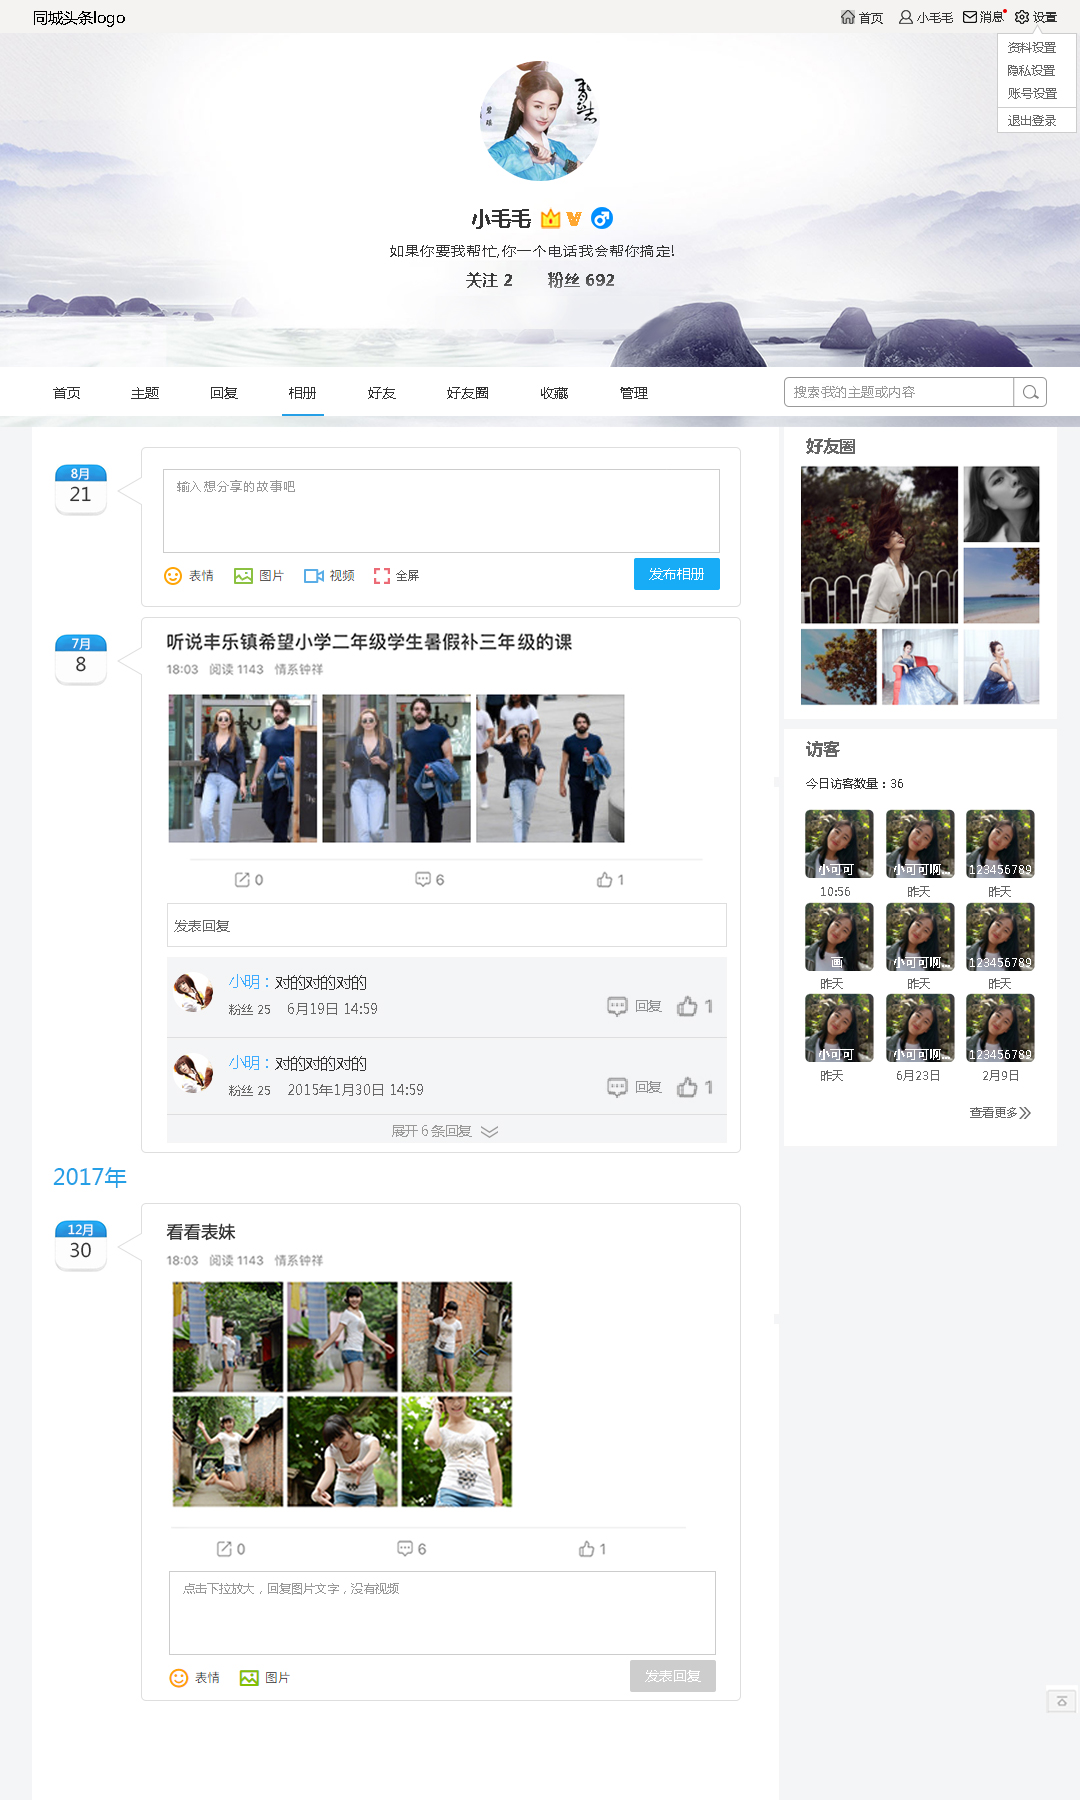 同城头条logo
首页 小毛毛 消息 设置
资料设置
隐私设置
账号设置
退出登录
小毛毛
如果你要我帮忙,你一个电话我会帮你搞定!
关注 2 粉丝 692
首页 主题 回复 相册 好友 好友圈 收藏 管理
搜索我的主题或内容
8月
21
输入想分享的故事吧
表情 图片 视频 全屏
发布相册
7月
8
听说丰乐镇希望小学二年级学生暑假补三年级的课
18:03 阅读 1143 情系钟祥
0 6 1
发表回复
小明：对的对的对的
粉丝 25 6月19日 14:59
回复 1
小明：对的对的对的
粉丝 25 2015年1月30日 14:59
回复 1
展开 6 条回复
2017年
12月
30
看看表妹
18:03 阅读 1143 情系钟祥
0 6 1
点击下拉放大，回复图片文字，没有视频
表情 图片
发表回复
好友圈
访客
今日访客数量：36
小可可 小可可啊... 123456789
10:56 昨天 昨天
画 小可可啊... 123456789
昨天 昨天 昨天
小可可 小可可啊... 123456789
昨天 6月23日 2月9日
查看更多